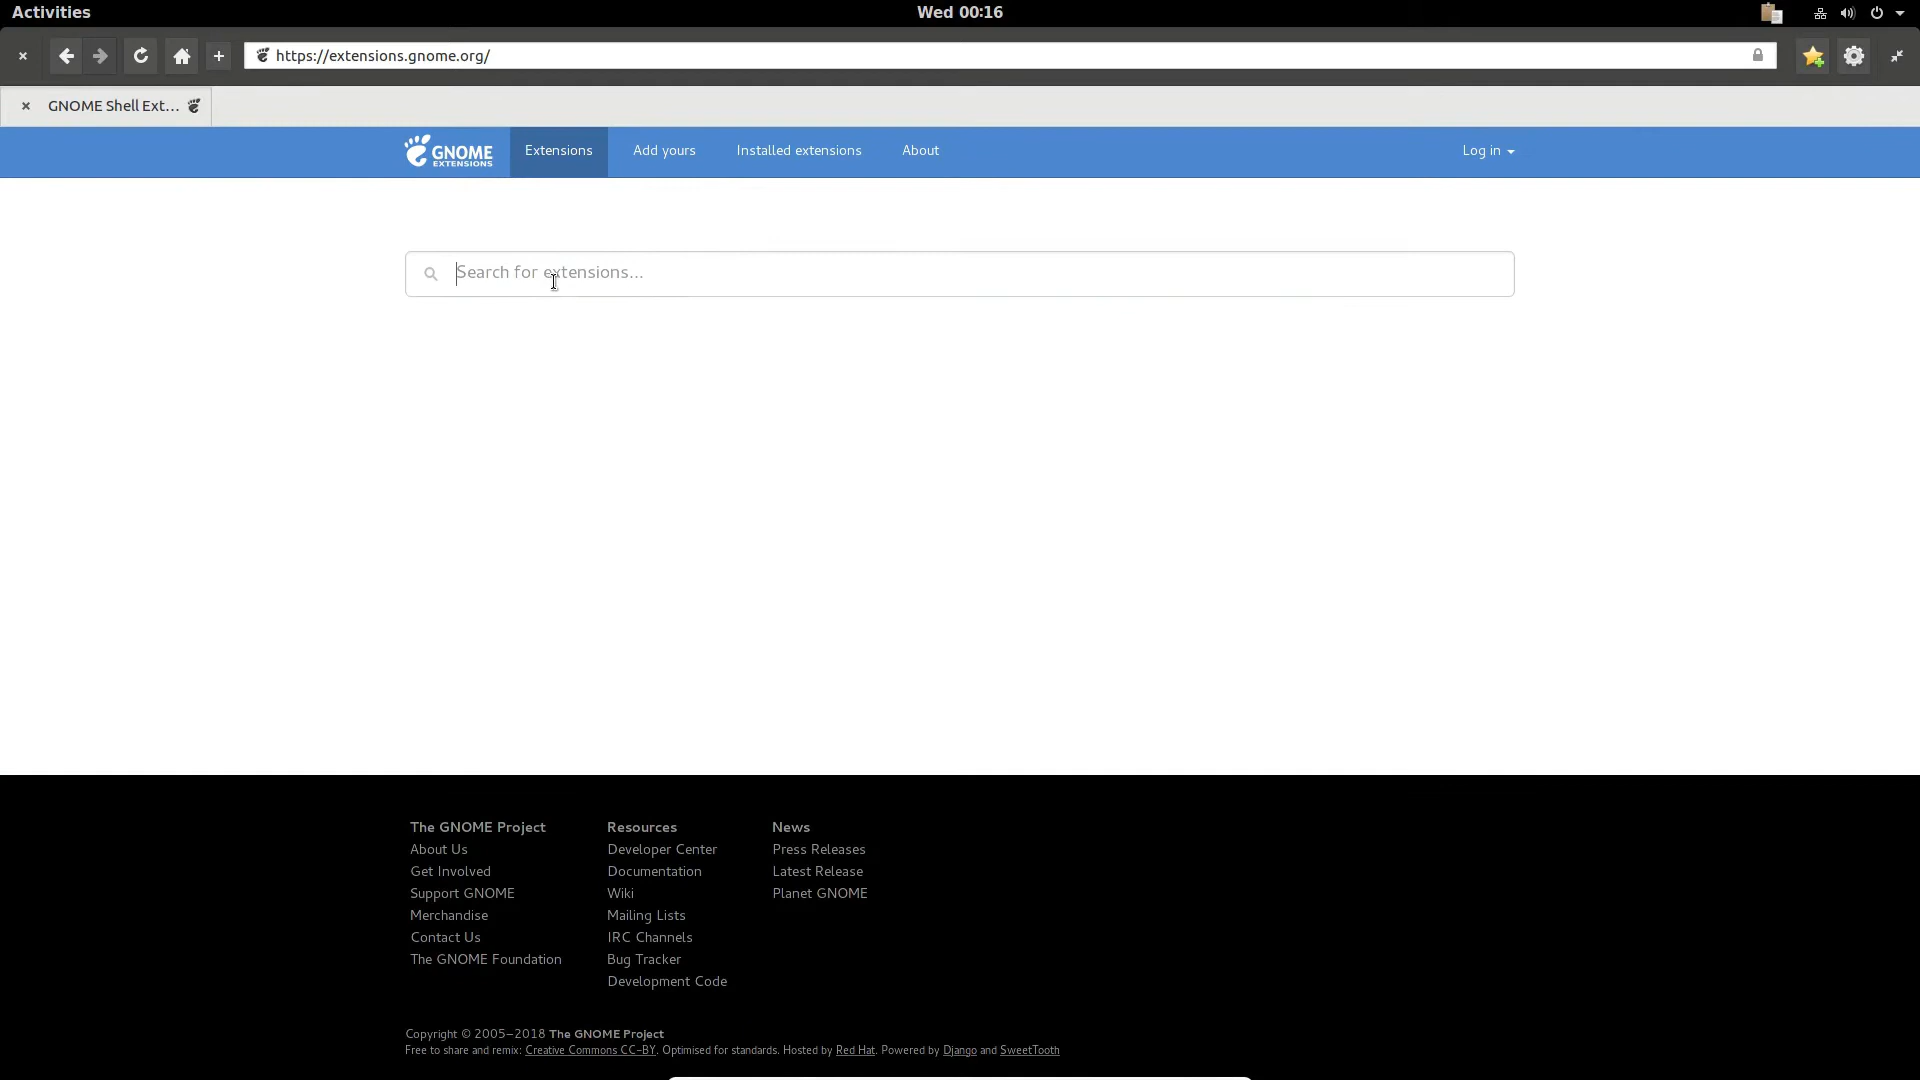 Activities
Wed 00:16
https://extensions.gnome.org/
GNOME Shell Ext...
GNOME
EXTENSIONS
Extensions
Add yours
Installed extensions
About
Log in
Search for extensions...
The GNOME Project
About Us
Get Involved
Support GNOME
Merchandise
Contact Us
The GNOME Foundation
Resources
Developer Center
Documentation
Wiki
Mailing Lists
IRC Channels
Bug Tracker
Development Code
News
Press Releases
Latest Release
Planet GNOME
Copyright © 2005–2018 The GNOME Project
Free to share and remix: Creative Commons CC-BY. Optimised for standards. Hosted by Red Hat. Powered by Django and SweetTooth